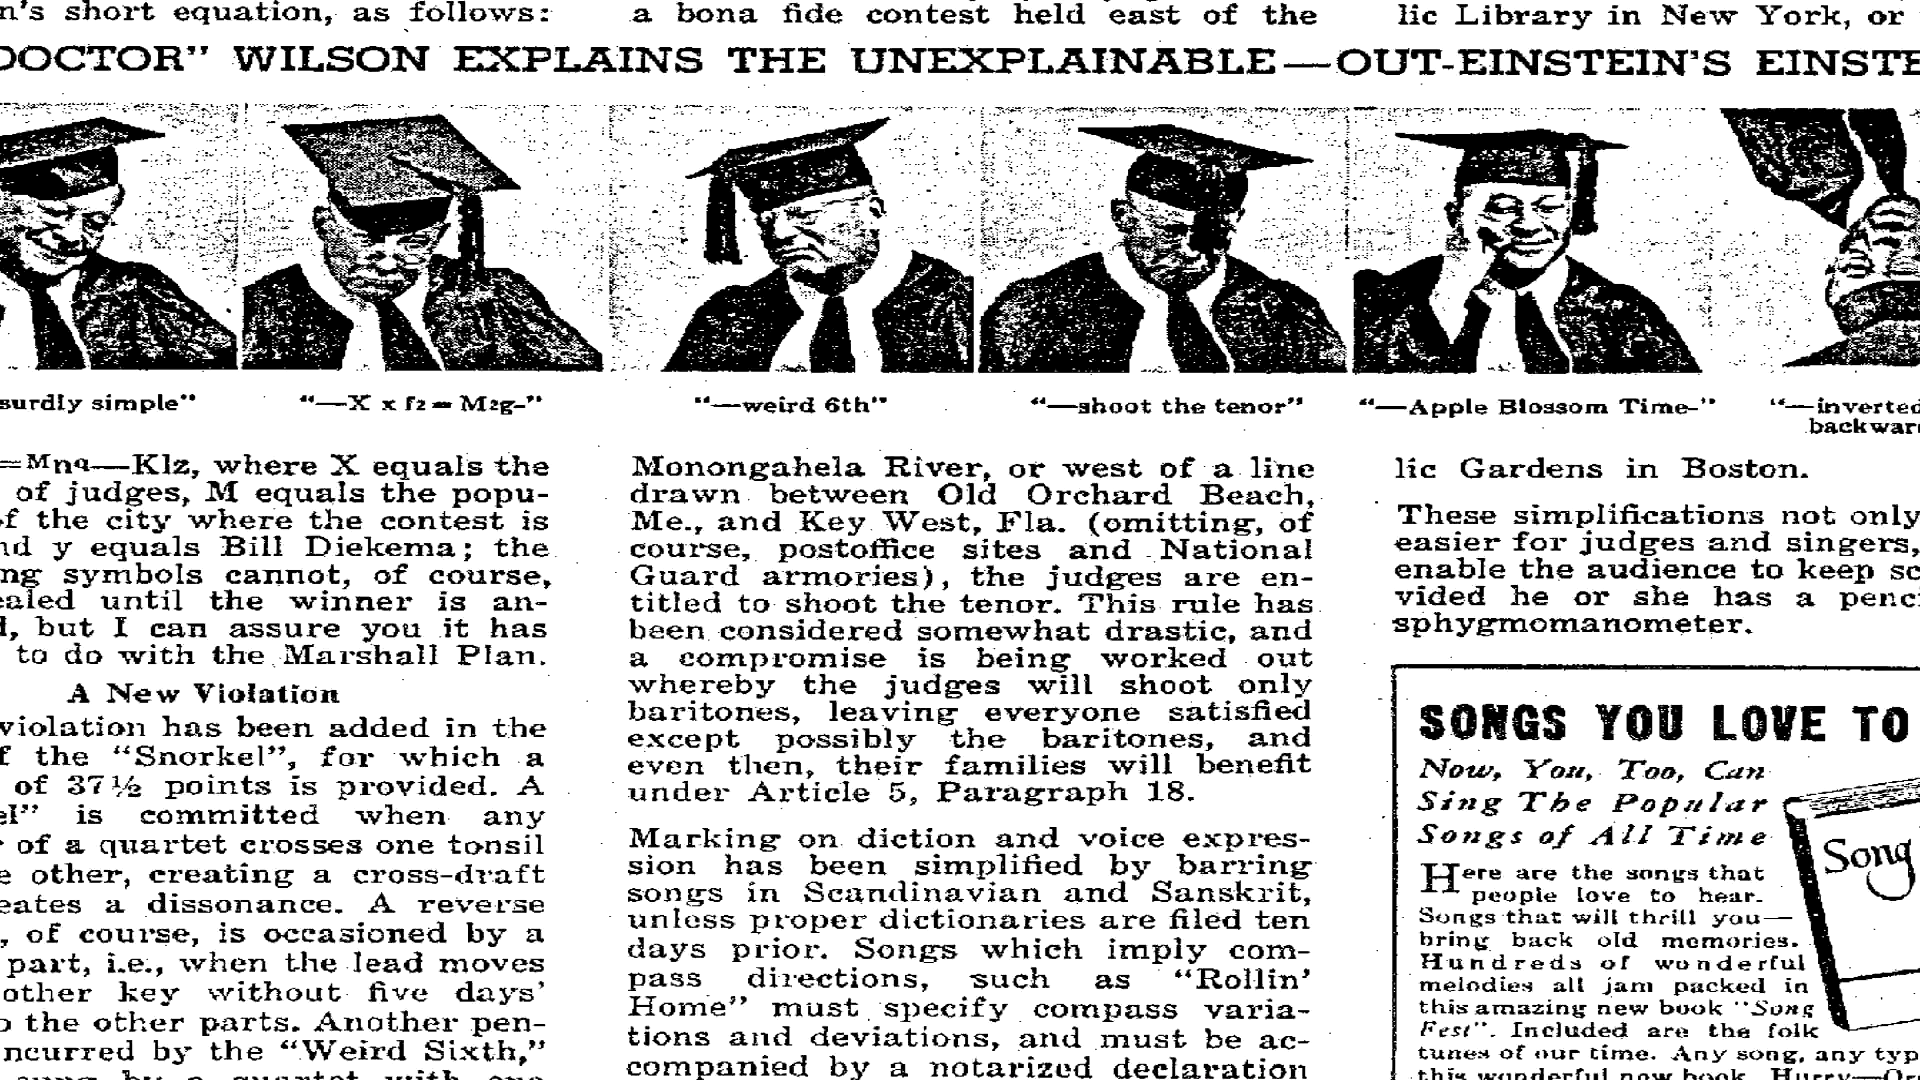 n's short equation, as follows:
a bona fide contest held east of the
lic Library in New York, or
DOCTOR" WILSON EXPLAINS THE UNEXPLAINABLE—OUT-EINSTEIN'S EINSTE
surdly simple"
"—X x f2 = M2g-"
"—weird 6th"
"—shoot the tenor"
"—Apple Blossom Time-"
"—inverted
backwar
=Mnq—Klz, where X equals the
of judges, M equals the popu-
f the city where the contest is
nd y equals Bill Diekema; the
ng symbols cannot, of course,
ealed until the winner is an-
d, but I can assure you it has
to do with the Marshall Plan.
A New Violation
violation has been added in the
f the "Snorkel", for which a
of 37½ points is provided. A
el" is committed when any
r of a quartet crosses one tonsil
e other, creating a cross-draft
eates a dissonance. A reverse
, of course, is occasioned by a
part, i.e., when the lead moves
other key without five days'
o the other parts. Another pen-
ncurred by the "Weird Sixth,"
sung by a quartet with one
Monongahela River, or west of a line
drawn between Old Orchard Beach,
Me., and Key West, Fla. (omitting, of
course, postoffice sites and National
Guard armories), the judges are en-
titled to shoot the tenor. This rule has
been considered somewhat drastic, and
a compromise is being worked out
whereby the judges will shoot only
baritones, leaving everyone satisfied
except possibly the baritones, and
even then, their families will benefit
under Article 5, Paragraph 18.
Marking on diction and voice expres-
sion has been simplified by barring
songs in Scandinavian and Sanskrit,
unless proper dictionaries are filed ten
days prior. Songs which imply com-
pass directions, such as "Rollin'
Home" must specify compass varia-
tions and deviations, and must be ac-
companied by a notarized declaration
lic Gardens in Boston.
These simplifications not only
easier for judges and singers,
enable the audience to keep sc
vided he or she has a penci
sphygmomanometer.
SONGS YOU LOVE TO
Now, You, Too, Can
Sing The Popular
Songs of All Time
Here are the songs that
people love to hear.
Songs that will thrill you—
bring back old memories.
Hundreds of wonderful
melodies all jam packed in
this amazing new book "Song
Fest". Included are the folk
tunes of our time. Any song, any typ
this wonderful new book. Hurry—Or
Song